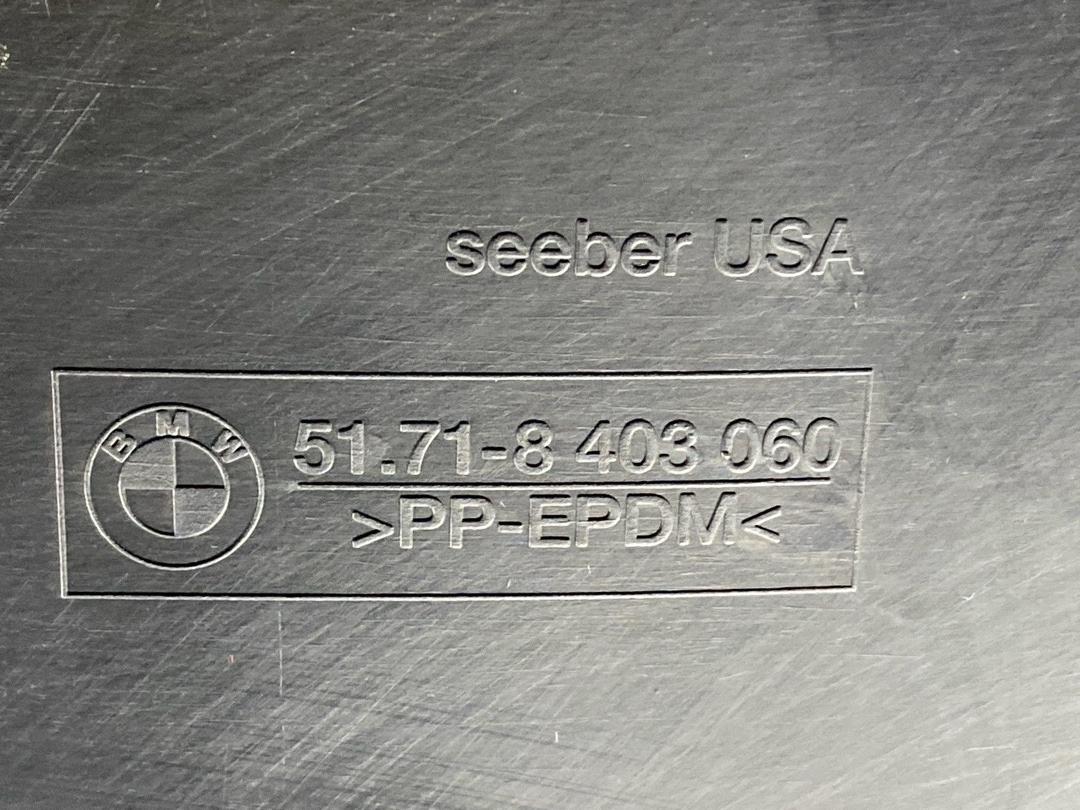 seeber USA
BMW
51.71-8 403 060
>PP-EPDM<